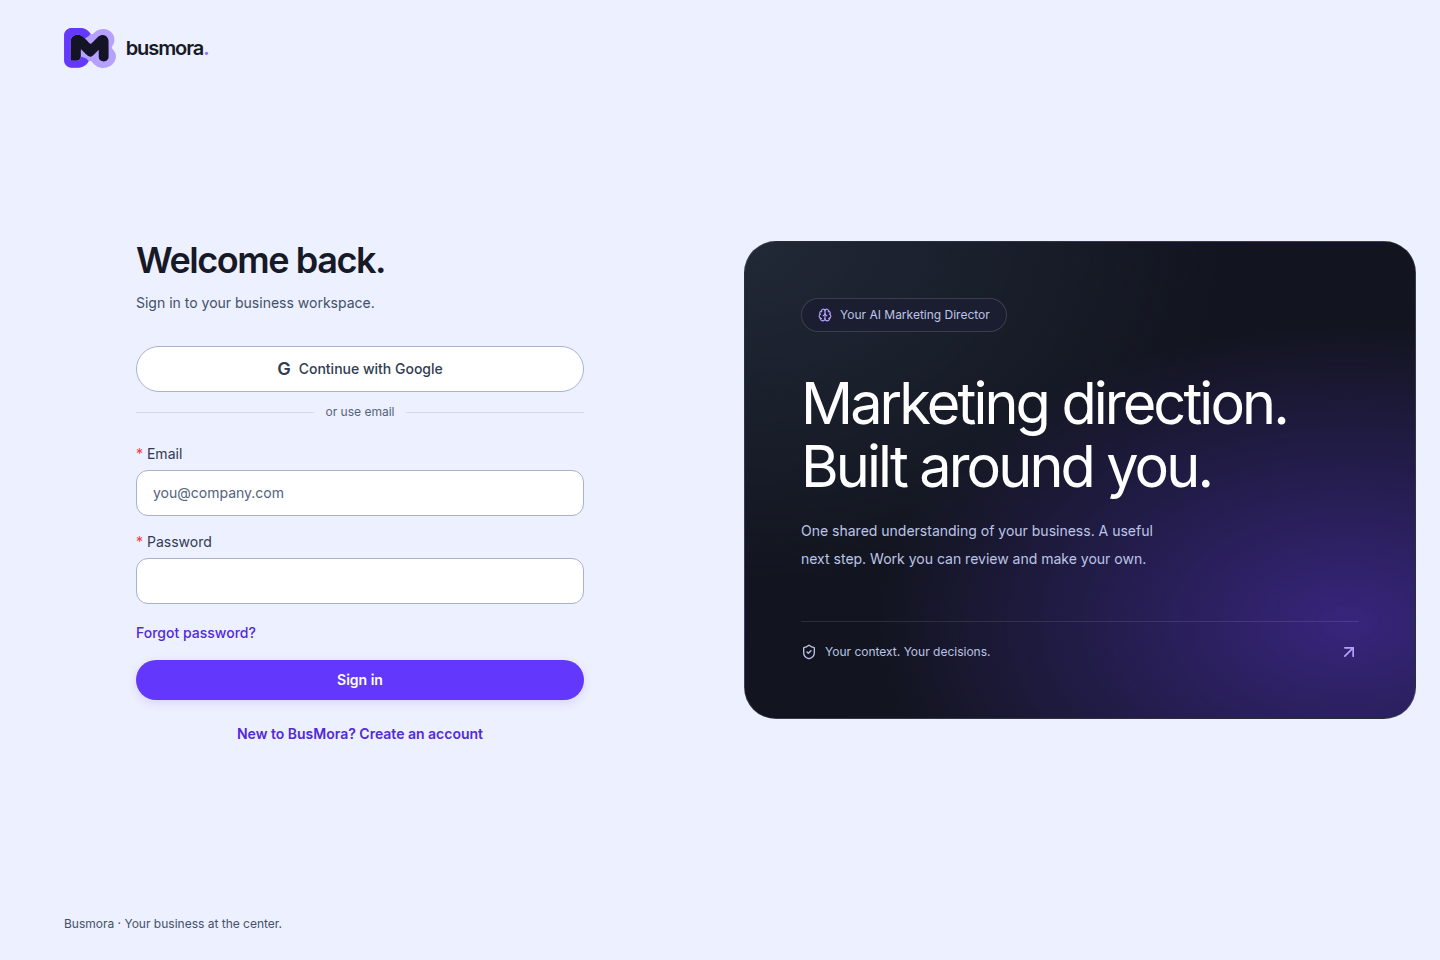 busmora.
Welcome back.
Sign in to your business workspace.
G Continue with Google
or use email
* Email
you@company.com
* Password
Forgot password?
Sign in
New to BusMora? Create an account
Your AI Marketing Director
Marketing direction.
Built around you.
One shared understanding of your business. A useful
next step. Work you can review and make your own.
Your context. Your decisions.
Busmora · Your business at the center.